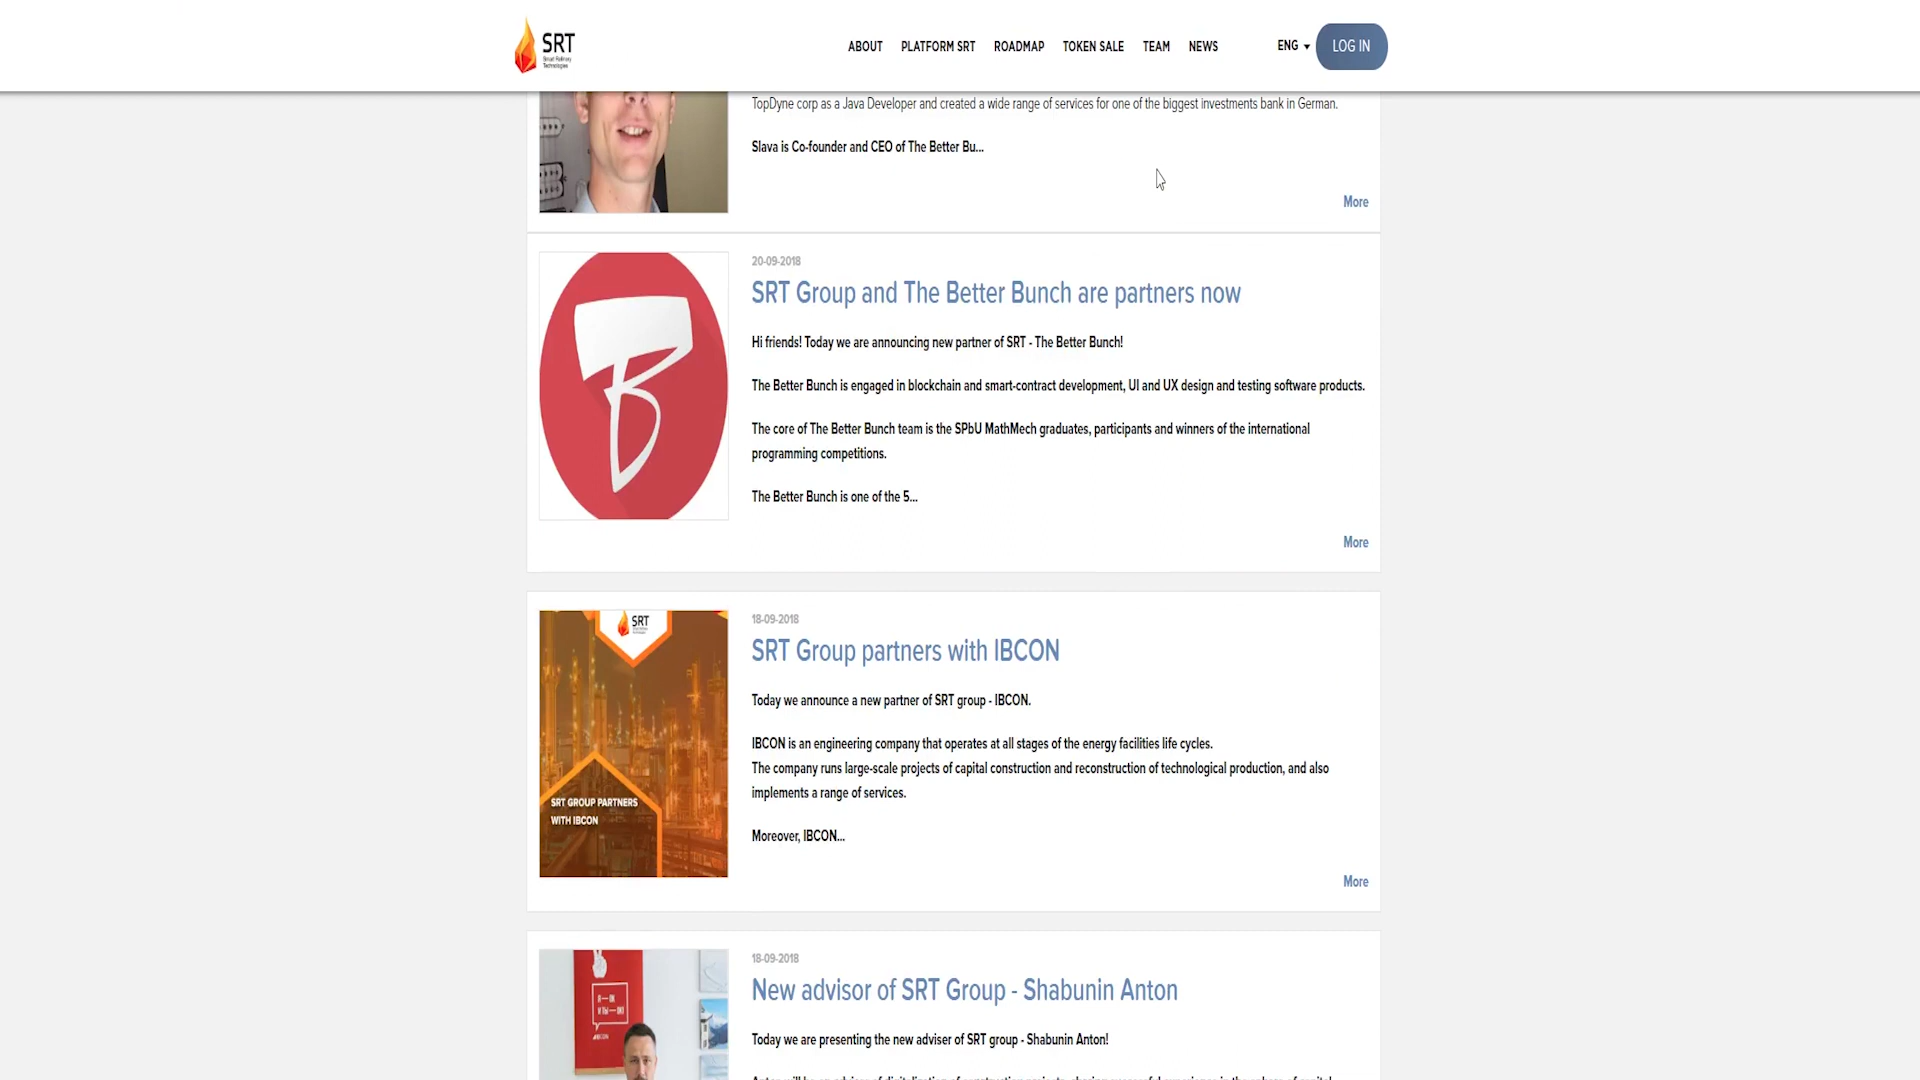 SRT
Smart Refinery
Technologies
ABOUT PLATFORM SRT ROADMAP TOKEN SALE TEAM NEWS ENG LOG IN
TopDyne corp as a Java Developer and created a wide range of services for one of the biggest investments bank in German.
Slava is Co-founder and CEO of The Better Bu...
More
20-09-2018
SRT Group and The Better Bunch are partners now
Hi friends! Today we are announcing new partner of SRT - The Better Bunch!
The Better Bunch is engaged in blockchain and smart-contract development, UI and UX design and testing software products.
The core of The Better Bunch team is the SPbU MathMech graduates, participants and winners of the international
programming competitions.
The Better Bunch is one of the 5...
More
SRT
SRT GROUP PARTNERS
WITH IBCON
18-09-2018
SRT Group partners with IBCON
Today we announce a new partner of SRT group - IBCON.
IBCON is an engineering company that operates at all stages of the energy facilities life cycles.
The company runs large-scale projects of capital construction and reconstruction of technological production, and also
implements a range of services.
Moreover, IBCON...
More
18-09-2018
New advisor of SRT Group - Shabunin Anton
Today we are presenting the new adviser of SRT group - Shabunin Anton!